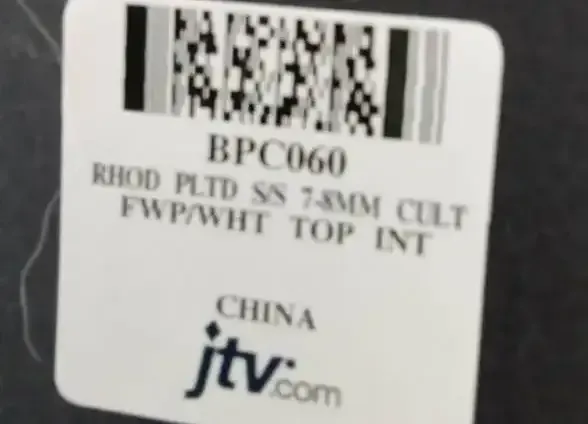 BPC060
RHOD PLTD S/S 7-8MM CULT
FWP/WHT TOP INT
CHINA
jtv.com